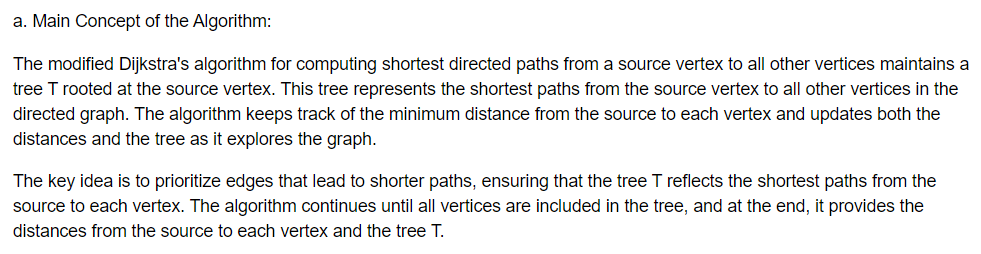 a. Main Concept of the Algorithm:
The modified Dijkstra's algorithm for computing shortest directed paths from a source vertex to all other vertices maintains a
tree T rooted at the source vertex. This tree represents the shortest paths from the source vertex to all other vertices in the
directed graph. The algorithm keeps track of the minimum distance from the source to each vertex and updates both the
distances and the tree as it explores the graph.
The key idea is to prioritize edges that lead to shorter paths, ensuring that the tree T reflects the shortest paths from the
source to each vertex. The algorithm continues until all vertices are included in the tree, and at the end, it provides the
distances from the source to each vertex and the tree T.